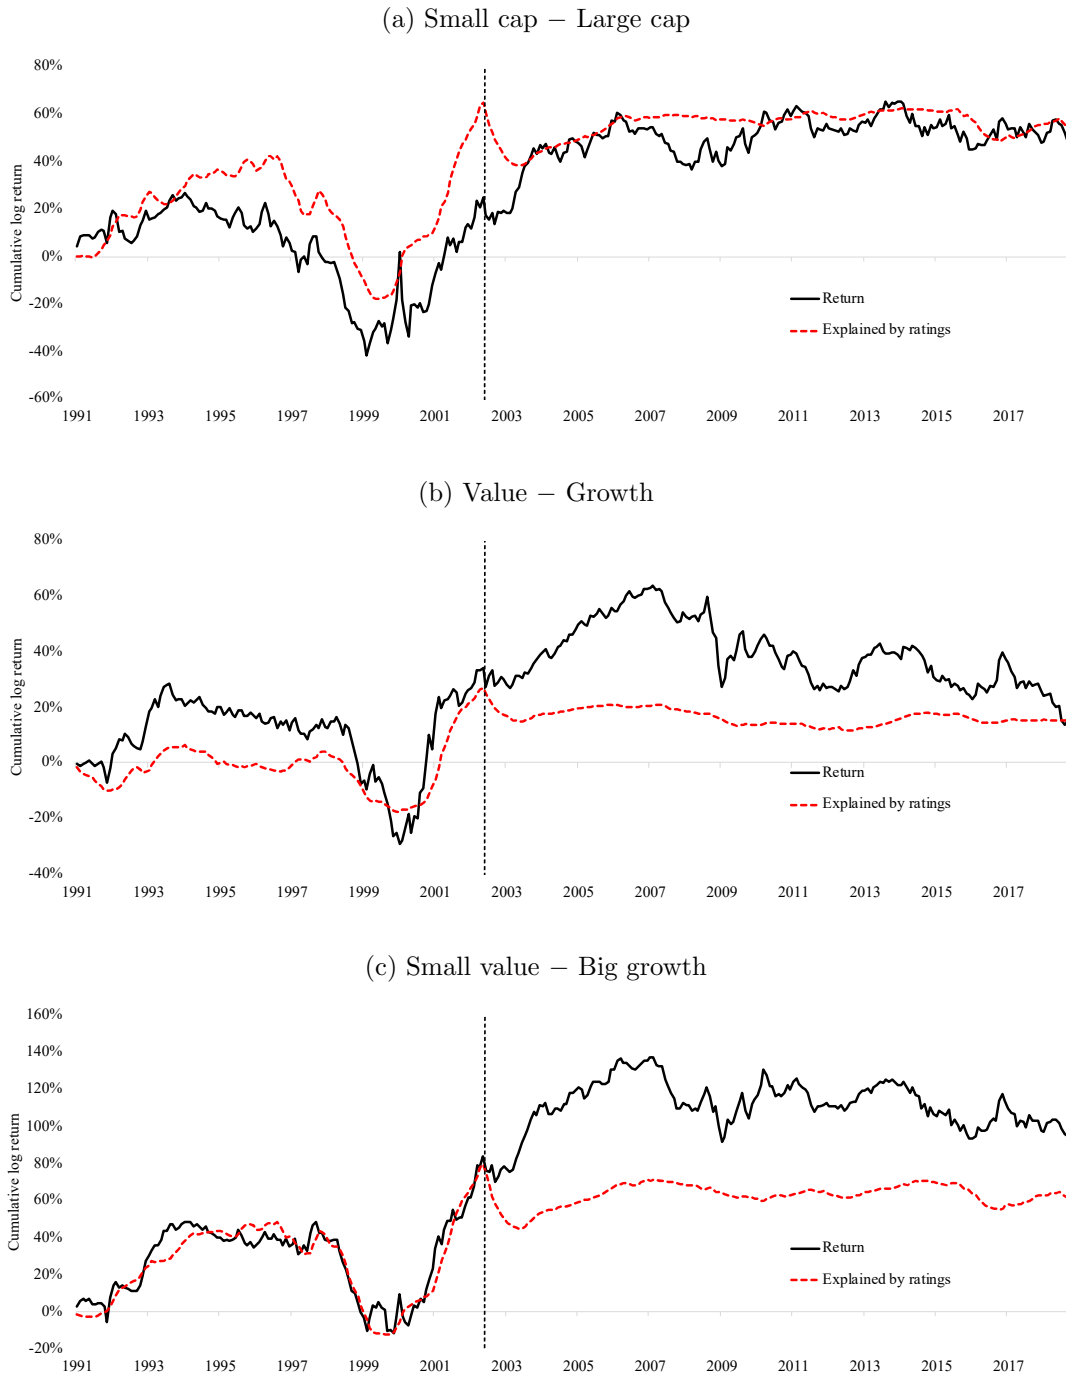 (a) Small cap − Large cap
80%
60%
40%
20%
0%
-20%
-40%
-60%
Cumulative log return
Return
Explained by ratings
1991 1993 1995 1997 1999 2001 2003 2005 2007 2009 2011 2013 2015 2017
(b) Value − Growth
80%
60%
40%
20%
0%
-20%
-40%
Cumulative log return
Return
Explained by ratings
1991 1993 1995 1997 1999 2001 2003 2005 2007 2009 2011 2013 2015 2017
(c) Small value − Big growth
160%
140%
120%
100%
80%
60%
40%
20%
0%
-20%
Cumulative log return
Return
Explained by ratings
1991 1993 1995 1997 1999 2001 2003 2005 2007 2009 2011 2013 2015 2017